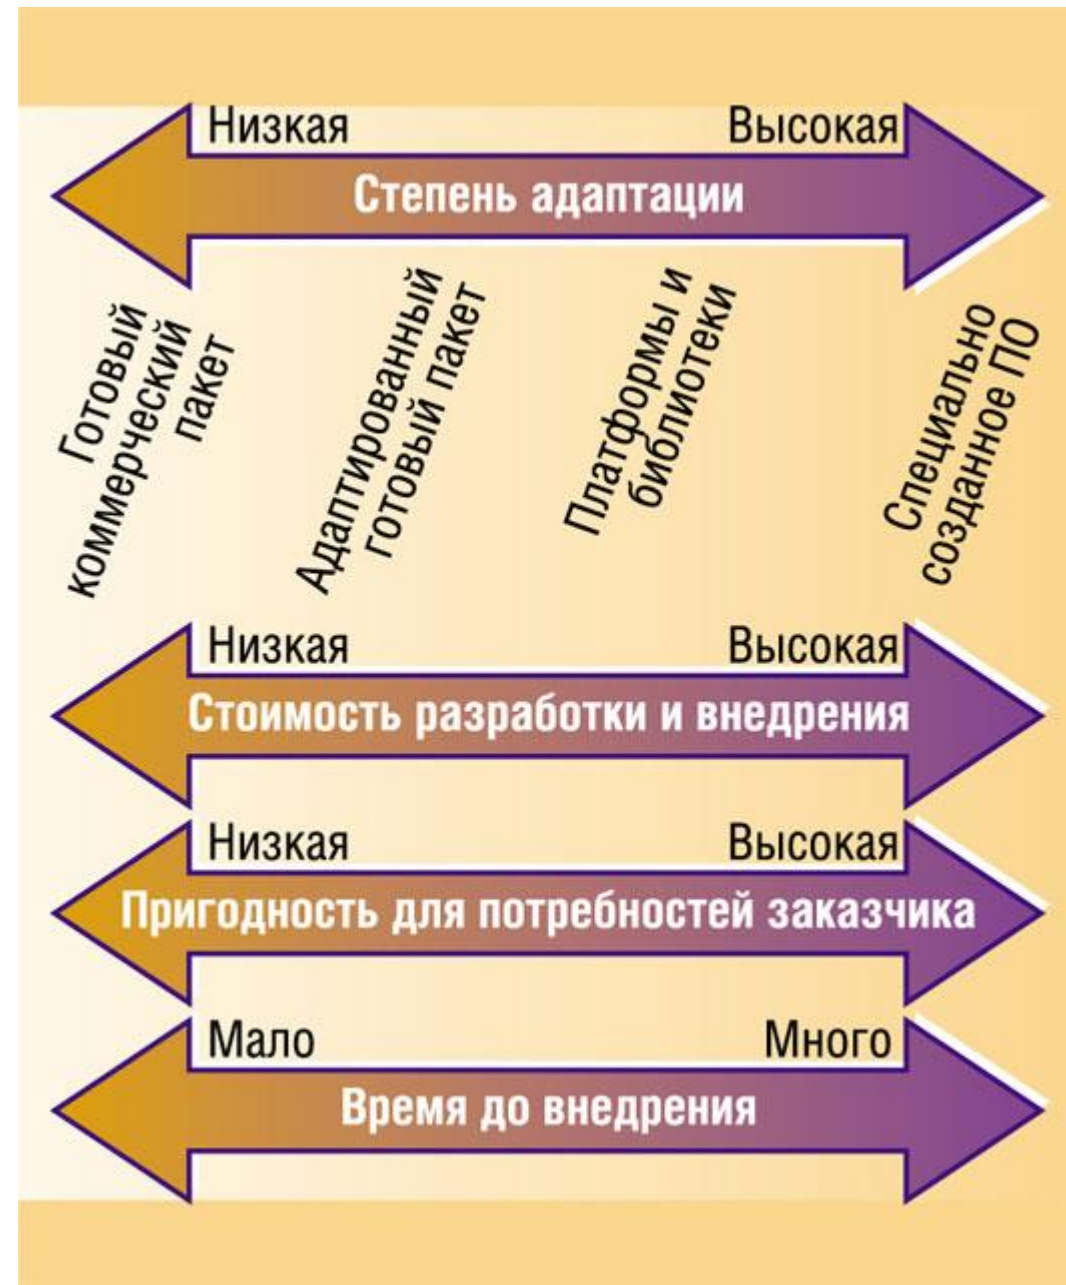 Низкая Высокая
Степень адаптации
Готовый
коммерческий
пакет
Адаптированный
готовый пакет
Платформы и
библиотеки
Специально
созданное ПО
Низкая Высокая
Стоимость разработки и внедрения
Низкая Высокая
Пригодность для потребностей заказчика
Мало Много
Время до внедрения